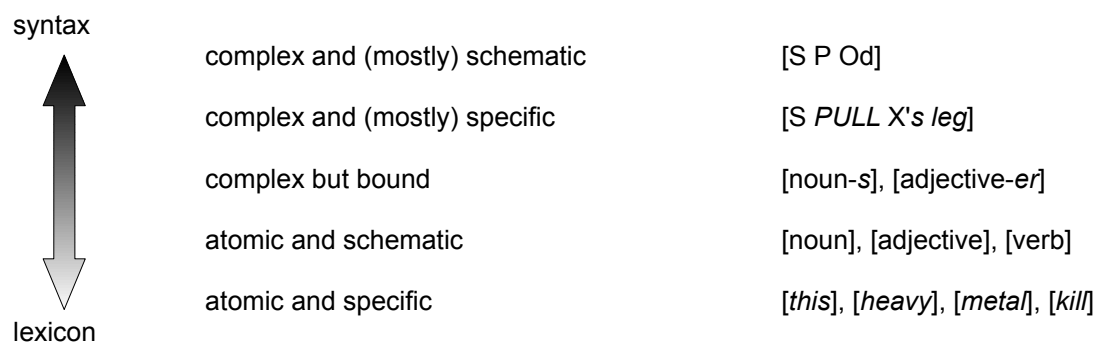 syntax
complex and (mostly) schematic [S P Od]
complex and (mostly) specific [S PULL X's leg]
complex but bound [noun-s], [adjective-er]
atomic and schematic [noun], [adjective], [verb]
atomic and specific [this], [heavy], [metal], [kill]
lexicon